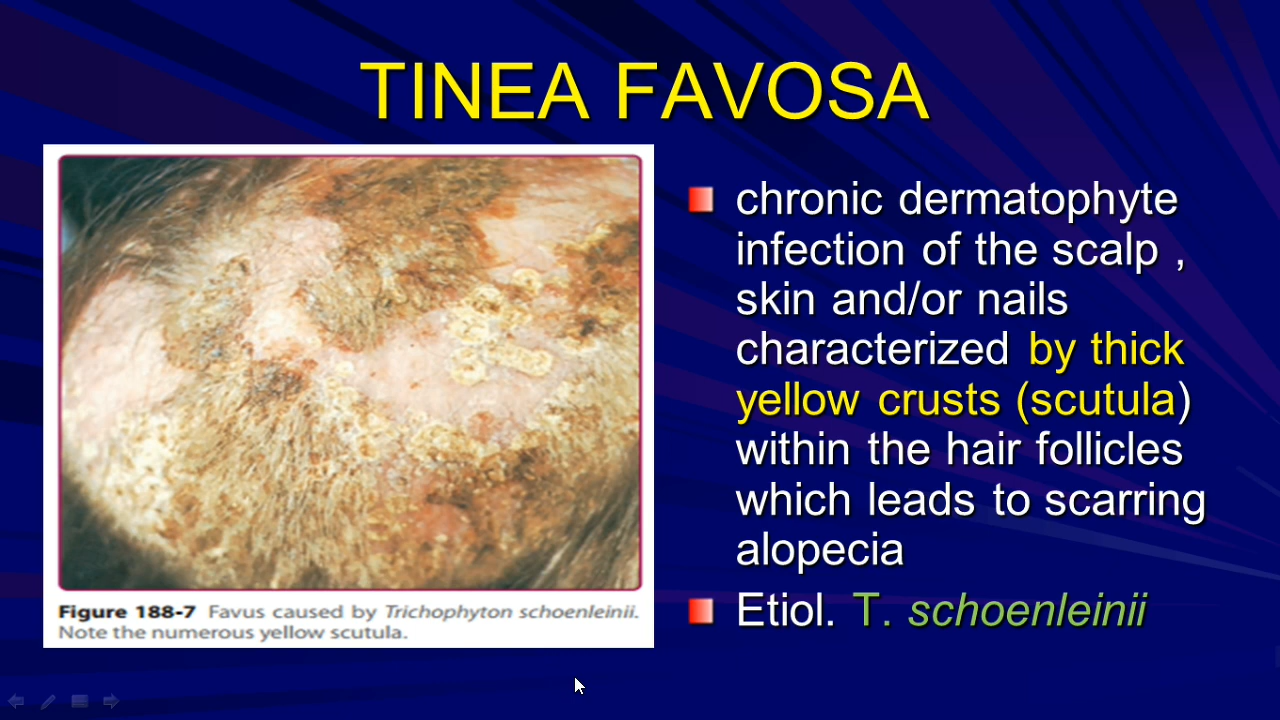 TINEA FAVOSA
chronic dermatophyte
infection of the scalp ,
skin and/or nails
characterized by thick
yellow crusts (scutula)
within the hair follicles
which leads to scarring
alopecia
Etiol. T. schoenleinii
Figure 188-7 Favus caused by Trichophyton schoenleinii.
Note the numerous yellow scutula.